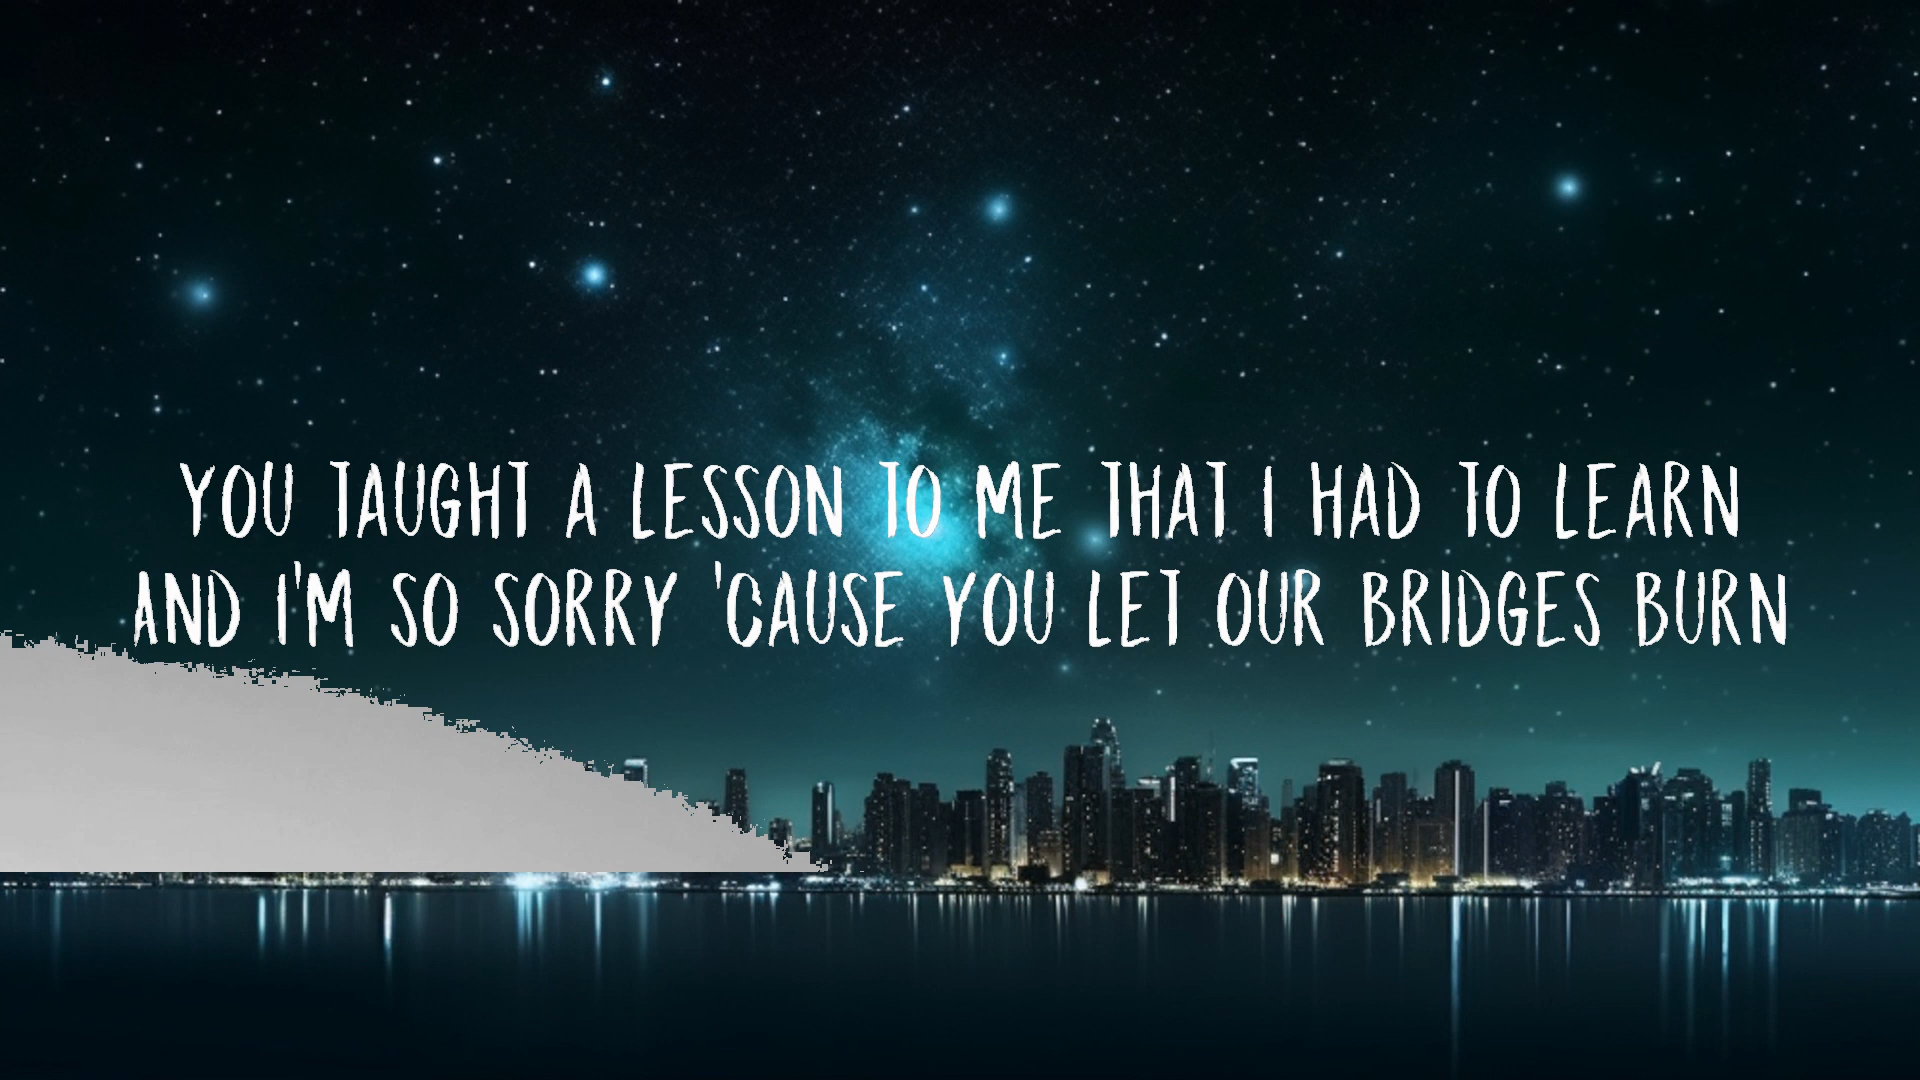 YOU TAUGHT A LESSON TO ME THAT I HAD TO LEARN
AND I'M SO SORRY 'CAUSE YOU LET OUR BRIDGES BURN